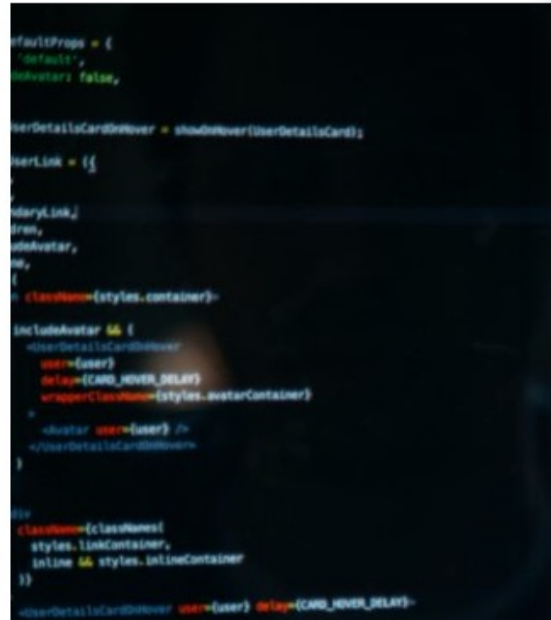 efaultProps = {
'default',
deAvatar: false,
serDetailsCardOnHover = showOnHover(UserDetailsCard);
serLink = ({
ndaryLink,
dren,
udeAvatar,
ne,
{
className={styles.container}>
includeAvatar && (
<UserDetailsCardOnHover
user={user}
delay={CARD_HOVER_DELAY}
wrapperClassName={styles.avatarContainer}
>
<Avatar user={user} />
</UserDetailsCardOnHover>
)
div
className={classNames(
styles.linkContainer,
inline && styles.inlineContainer
)}
<UserDetailsCardOnHover user={user} delay={CARD_HOVER_DELAY}>